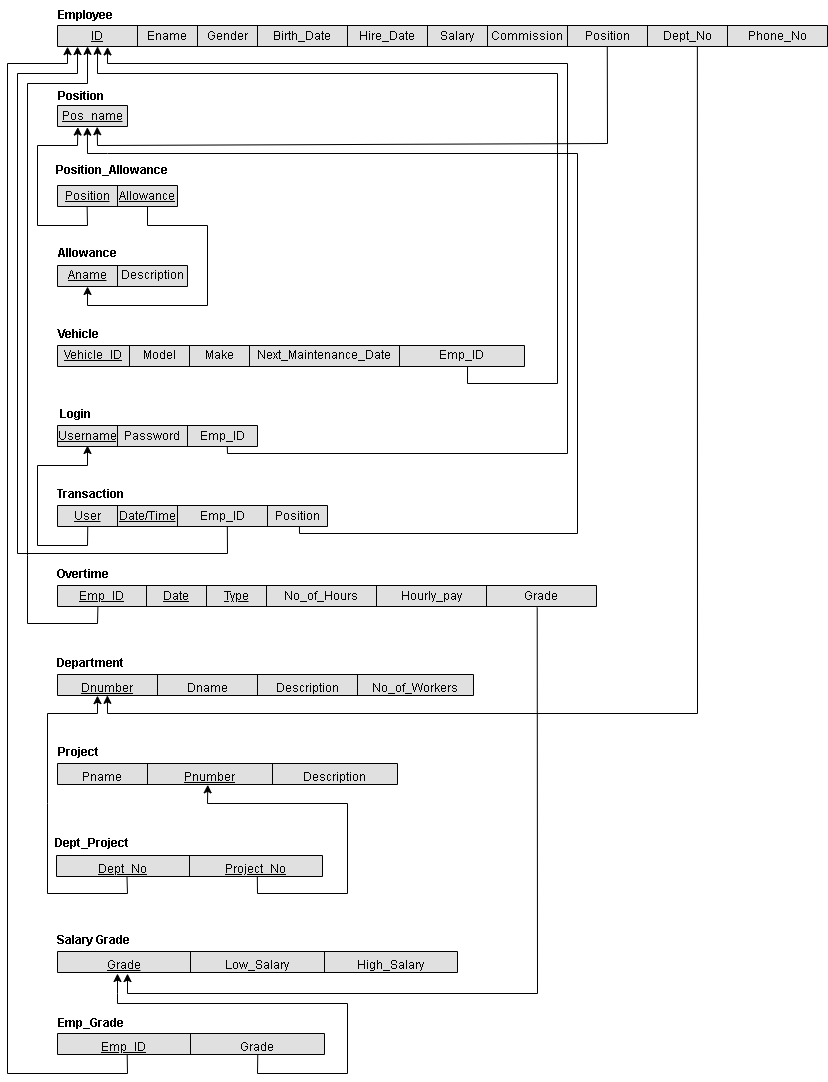 Employee
ID Ename Gender Birth_Date Hire_Date Salary Commission Position Dept_No Phone_No
Position
Pos_name
Position_Allowance
Position Allowance
Allowance
Aname Description
Vehicle
Vehicle_ID Model Make Next_Maintenance_Date Emp_ID
Login
Username Password Emp_ID
Transaction
User Date/Time Emp_ID Position
Overtime
Emp_ID Date Type No_of_Hours Hourly_pay Grade
Department
Dnumber Dname Description No_of_Workers
Project
Pname Pnumber Description
Dept_Project
Dept_No Project_No
Salary Grade
Grade Low_Salary High_Salary
Emp_Grade
Emp_ID Grade